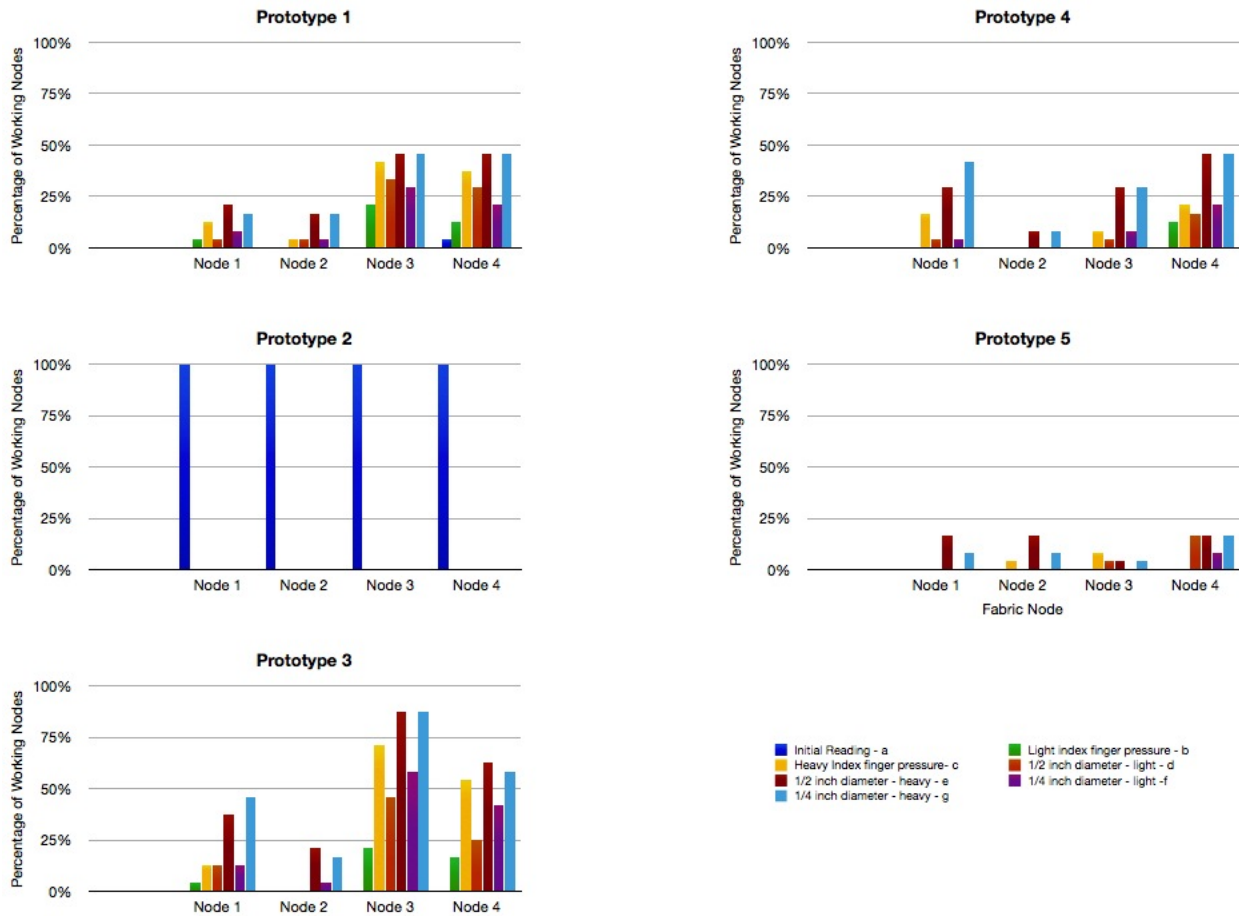 Prototype 1
Percentage of Working Nodes
100%
75%
50%
25%
0%
Node 1 Node 2 Node 3 Node 4
Prototype 4
Percentage of Working Nodes
100%
75%
50%
25%
0%
Node 1 Node 2 Node 3 Node 4
Prototype 2
Percentage of Working Nodes
100%
75%
50%
25%
0%
Node 1 Node 2 Node 3 Node 4
Prototype 5
Percentage of Working Nodes
100%
75%
50%
25%
0%
Node 1 Node 2 Node 3 Node 4
Fabric Node
Prototype 3
Percentage of Working Nodes
100%
75%
50%
25%
0%
Node 1 Node 2 Node 3 Node 4
Initial Reading - a Light index finger pressure - b
Heavy Index finger pressure- c 1/2 inch diameter - light - d
1/2 inch diameter - heavy - e 1/4 inch diameter - light -f
1/4 inch diameter - heavy - g